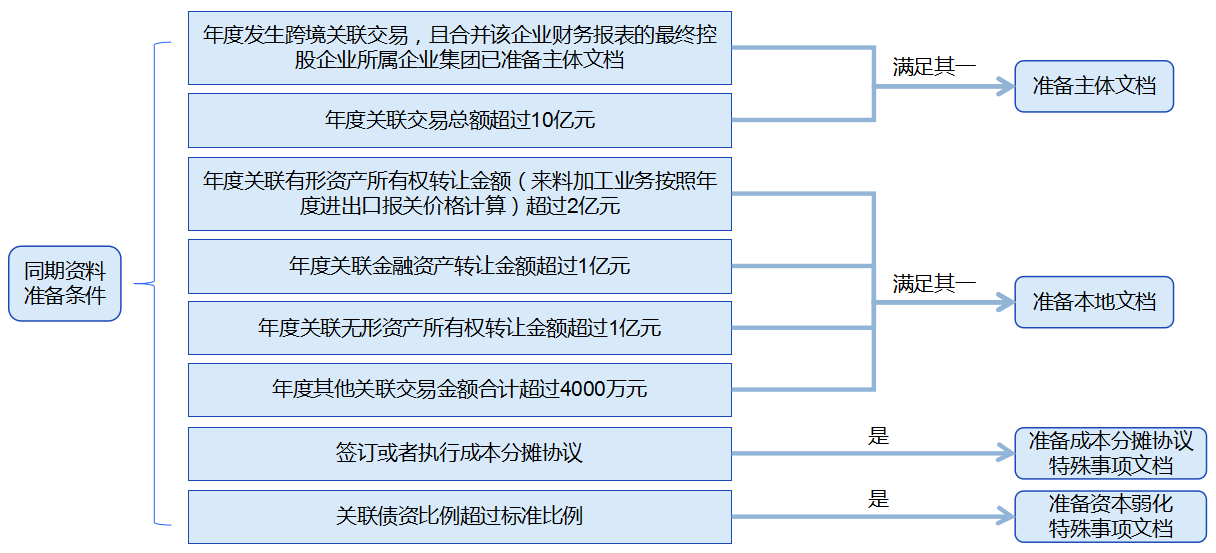 年度发生跨境关联交易，且合并该企业财务报表的最终控
股企业所属企业集团已准备主体文档
满足其一
准备主体文档
年度关联交易总额超过10亿元
年度关联有形资产所有权转让金额（来料加工业务按照年
度进出口报关价格计算）超过2亿元
同期资料
准备条件
年度关联金融资产转让金额超过1亿元
满足其一
准备本地文档
年度关联无形资产所有权转让金额超过1亿元
年度其他关联交易金额合计超过4000万元
签订或者执行成本分摊协议
是
准备成本分摊协议
特殊事项文档
关联债资比例超过标准比例
是
准备资本弱化
特殊事项文档